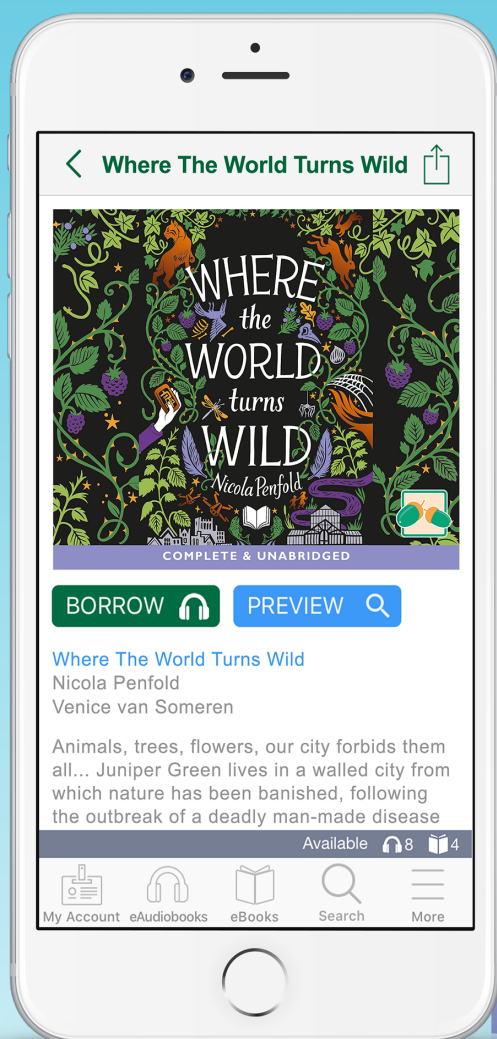 Where The World Turns Wild
WHERE
the
WORLD
turns
WILD
Nicola Penfold
COMPLETE & UNABRIDGED
BORROW
PREVIEW
Where The World Turns Wild
Nicola Penfold
Venice van Someren
Animals, trees, flowers, our city forbids them
all... Juniper Green lives in a walled city from
which nature has been banished, following
the outbreak of a deadly man-made disease
Available 8 4
My Account eAudiobooks eBooks Search More